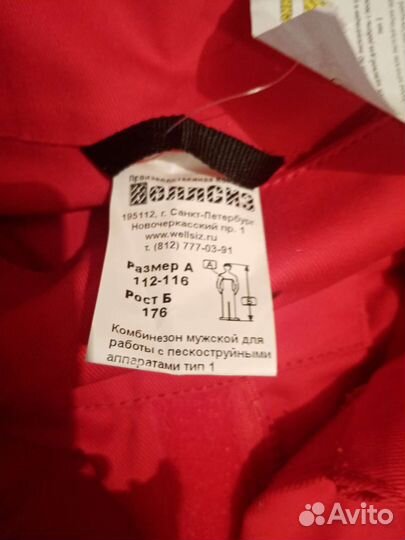 Производственная
ВеллСиз
195112, г. Санкт-Петербург
Новочеркасский пр. 1
www.wellsiz.ru
т. (812) 777-03-91
Размер А
112-116
Рост Б
176
А
Б
Комбинезон мужской для
работы с пескоструйными
аппаратами тип 1
Avito